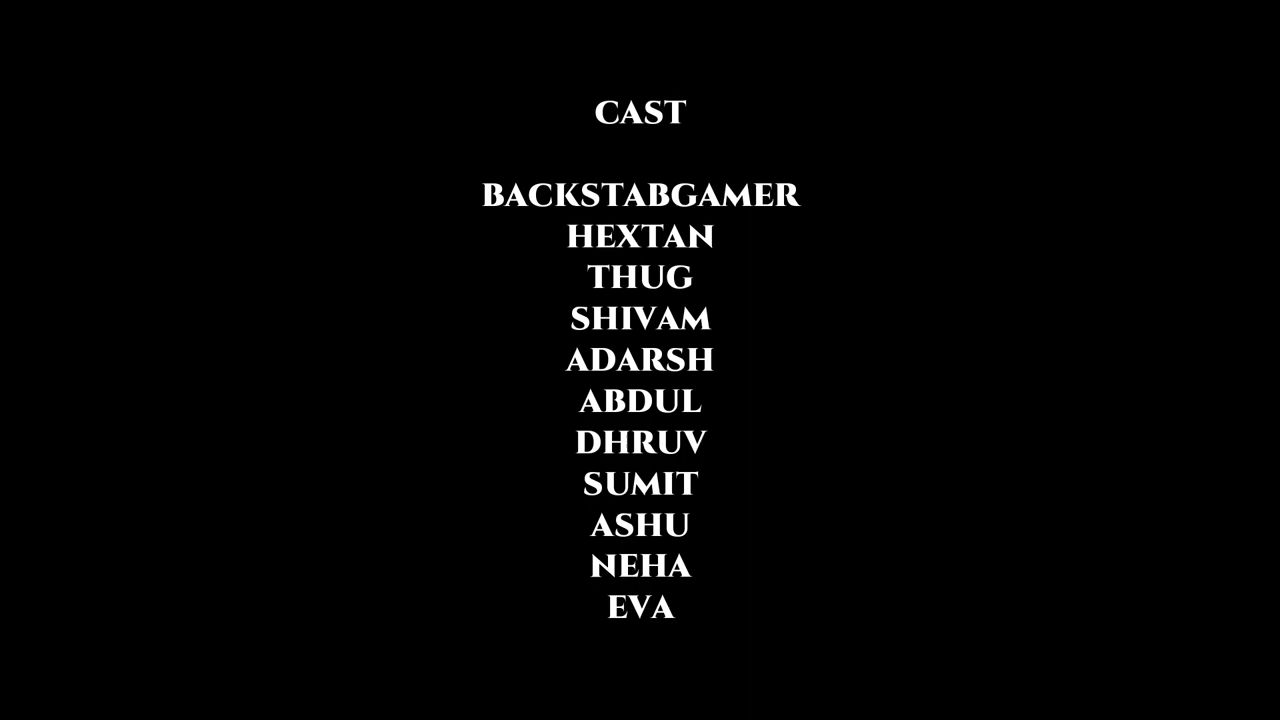 CAST
BACKSTABGAMER
HEXTAN
THUG
SHIVAM
ADARSH
ABDUL
DHRUV
SUMIT
ASHU
NEHA
EVA